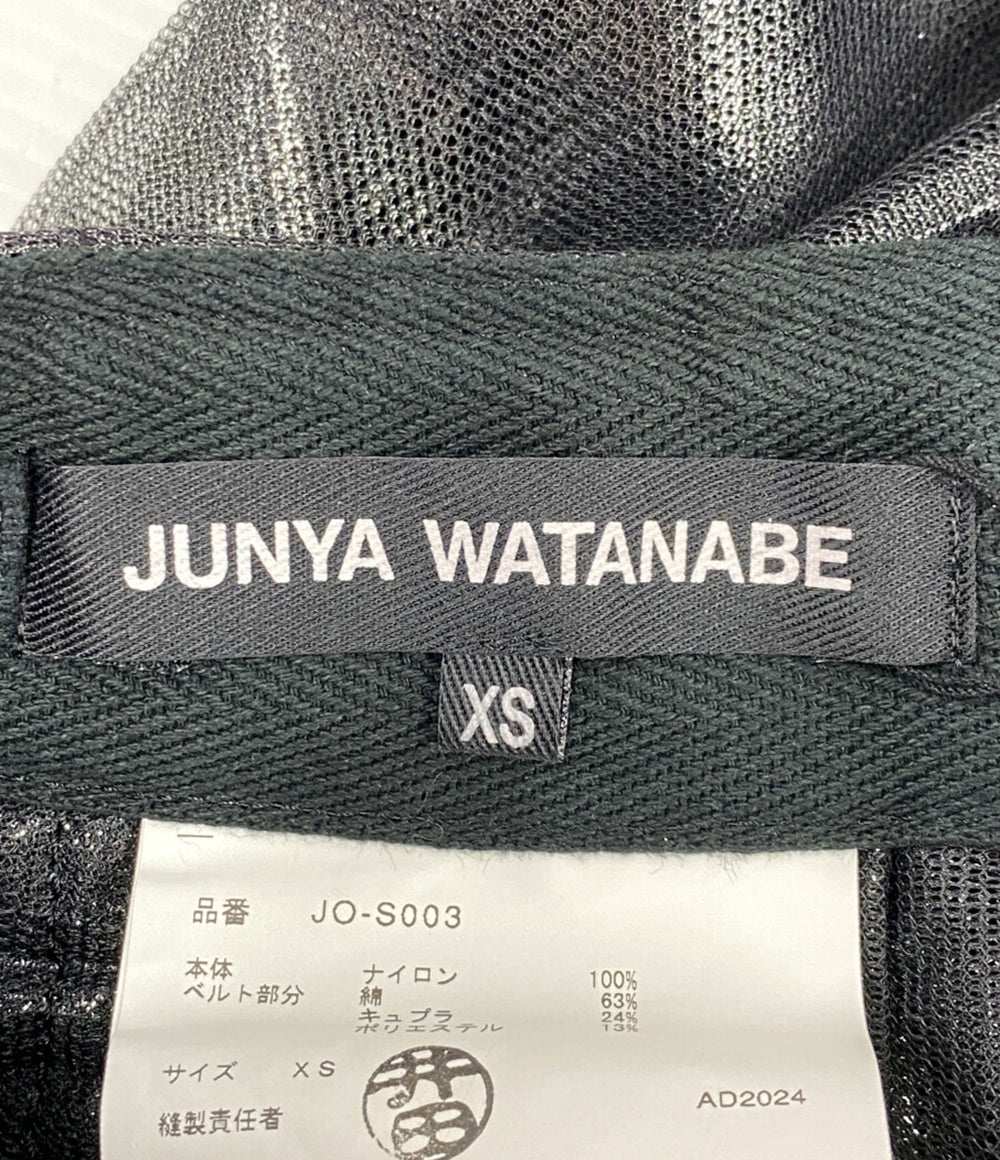 JUNYA WATANABE
XS
品番 JO-S003
本体 ナイロン 100%
ベルト部分 綿 63%
キュプラ 24%
ポリエステル 13%
サイズ XS
縫製責任者 井田
AD2024